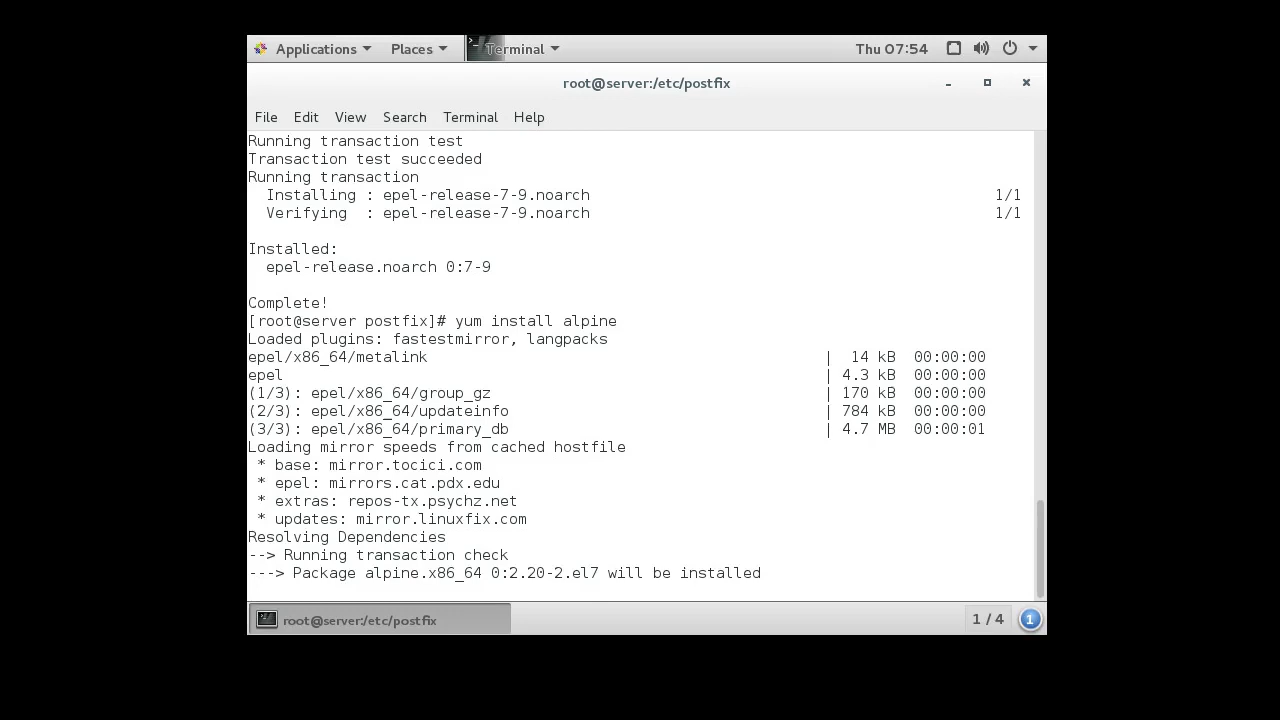 Applications Places Terminal Thu 07:54
root@server:/etc/postfix
File Edit View Search Terminal Help
Running transaction test
Transaction test succeeded
Running transaction
  Installing : epel-release-7-9.noarch 1/1
  Verifying  : epel-release-7-9.noarch 1/1
Installed:
  epel-release.noarch 0:7-9
Complete!
[root@server postfix]# yum install alpine
Loaded plugins: fastestmirror, langpacks
epel/x86_64/metalink | 14 kB 00:00:00
epel | 4.3 kB 00:00:00
(1/3): epel/x86_64/group_gz | 170 kB 00:00:00
(2/3): epel/x86_64/updateinfo | 784 kB 00:00:00
(3/3): epel/x86_64/primary_db | 4.7 MB 00:00:01
Loading mirror speeds from cached hostfile
 * base: mirror.tocici.com
 * epel: mirrors.cat.pdx.edu
 * extras: repos-tx.psychz.net
 * updates: mirror.linuxfix.com
Resolving Dependencies
--> Running transaction check
---> Package alpine.x86_64 0:2.20-2.el7 will be installed
root@server:/etc/postfix 1 / 4 1